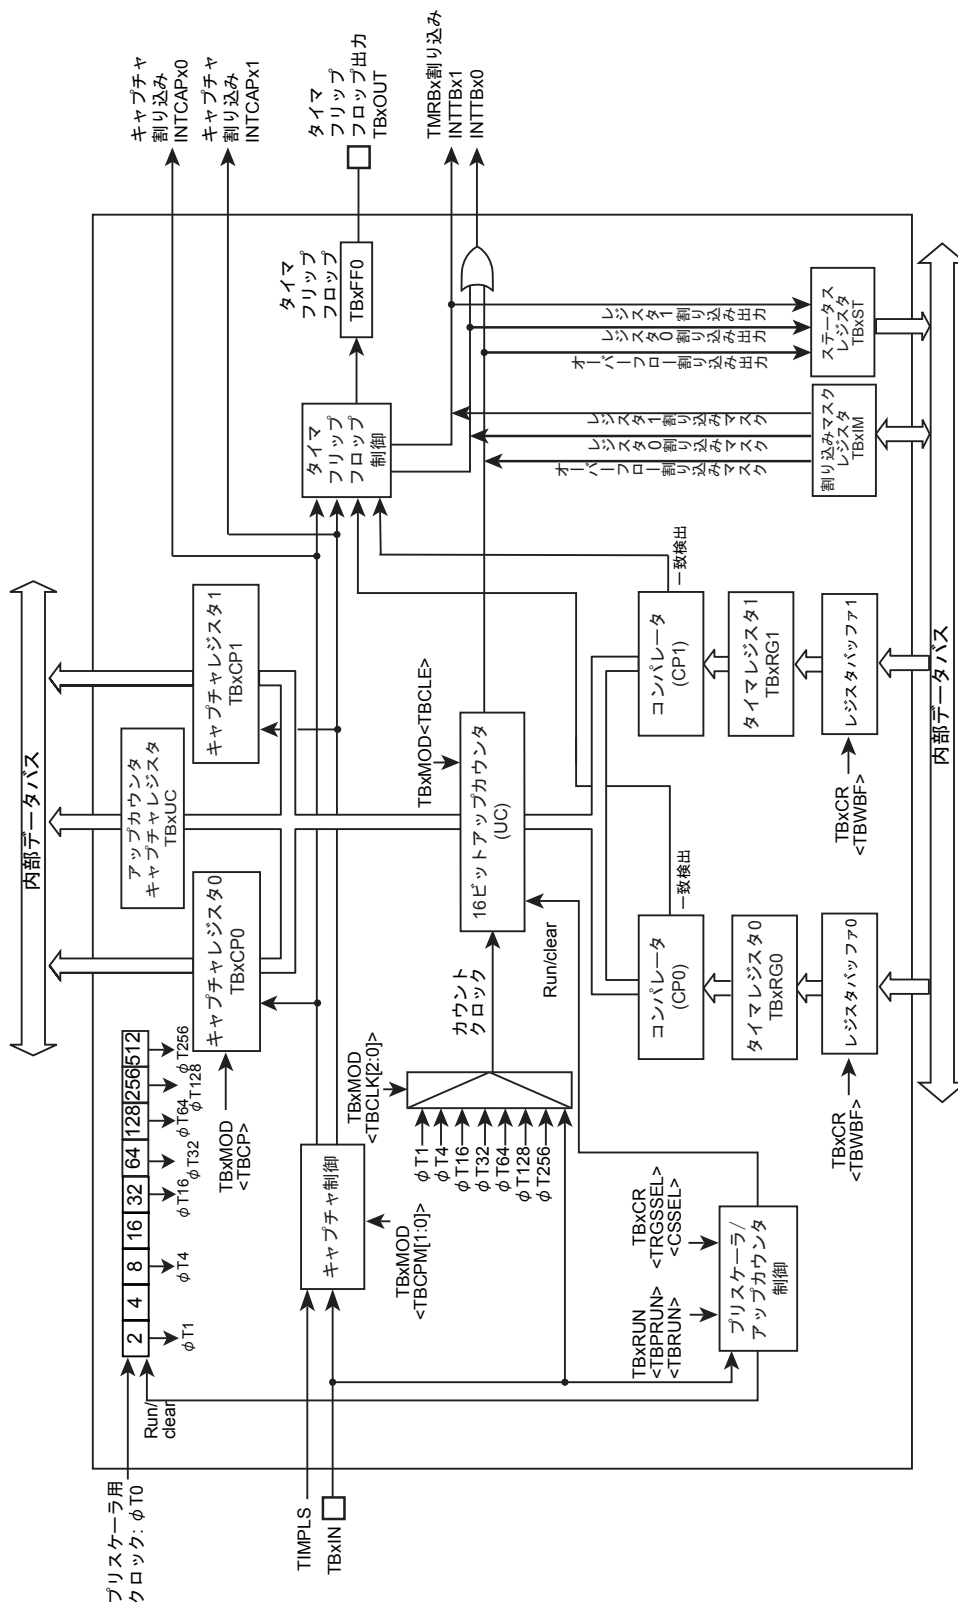 内部データバス
プリスケーラ用
クロック: φT0
2
4
8
16
32
64
128
256
512
φT1
φT4
φT16
φT32
φT64
φT128
φT256
Run/
clear
TBxMOD
<TBCP>
キャプチャレジスタ0
TBxCP0
アップカウンタ
キャプチャレジスタ
TBxUC
キャプチャレジスタ1
TBxCP1
キャプチャ
割り込み
INTCAPx0
キャプチャ
割り込み
INTCAPx1
TIMPLS
TBxIN
キャプチャ制御
TBxMOD
<TBCPM[1:0]>
タイマ
フリップ
フロップ
制御
タイマ
フリップ
フロップ
TBxFF0
タイマ
フリップ
フロップ出力
TBxOUT
TBxMOD
<TBCLK[2:0]>
φT1
φT4
φT16
φT32
φT64
φT128
φT256
カウント
クロック
16ビットアップカウンタ
(UC)
TBxMOD<TBCLE>
Run/clear
TMRBx割り込み
INTTBx1
INTTBx0
TBxRUN
<TBPRUN>
<TBRUN>
TBxCR
<TRGSSEL>
<CSSEL>
プリスケーラ/
アップカウンタ
制御
コンパレータ
(CP0)
一致検出
コンパレータ
(CP1)
一致検出
タイマレジスタ0
TBxRG0
タイマレジスタ1
TBxRG1
レジスタバッファ0
レジスタバッファ1
TBxCR
<TBWBF>
TBxCR
<TBWBF>
レジスタ1割り込みマスク
レジスタ0割り込みマスク
オーバーフロー割り込みマスク
割り込みマスク
レジスタ
TBxIM
レジスタ1割り込み出力
レジスタ0割り込み出力
オーバーフロー割り込み出力
ステータス
レジスタ
TBxST
内部データバス